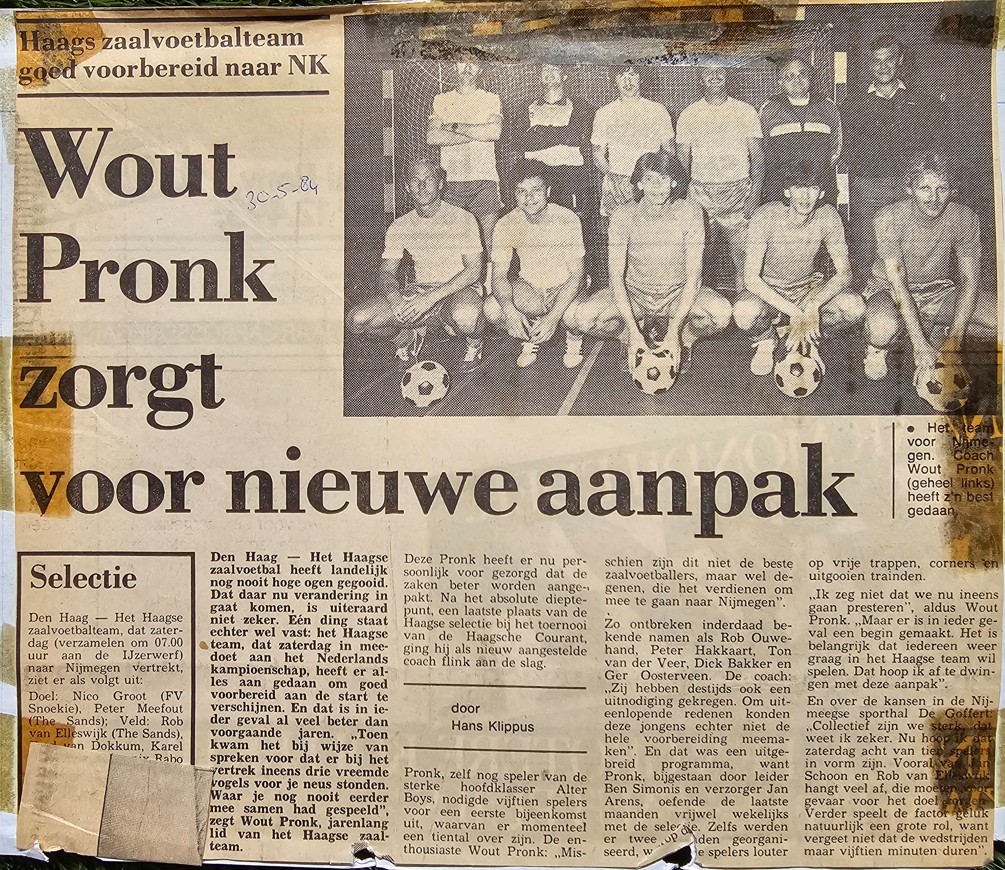 Haags zaalvoetbalteam
goed voorbereid naar NK
Wout
30-5-84
Pronk
zorgt
voor nieuwe aanpak
• Het team
voor Nijme-
gen. Coach
Wout Pronk
(geheel links)
heeft z'n best
gedaan.
Selectie
Den Haag — Het Haagse
zaalvoetbalteam, dat zater-
dag (verzamelen om 07.00
uur aan de IJzerwerf)
naar Nijmegen vertrekt,
ziet er als volgt uit:
Doel: Nico Groot (FV
Snoekie), Peter Meefout
(The Sands); Veld: Rob
van Elleswijk (The Sands),
van Dokkum, Karel
Rabo
Den Haag — Het Haagse
zaalvoetbal heeft landelijk
nog nooit hoge ogen gegooid.
Dat daar nu verandering in
gaat komen, is uiteraard
niet zeker. Eén ding staat
echter wel vast: het Haagse
team, dat zaterdag in mee-
doet aan het Nederlands
kampioenschap, heeft er al-
les aan gedaan om goed
voorbereid aan de start te
verschijnen. En dat is in ie-
der geval al veel beter dan
voorgaande jaren. „Toen
kwam het bij wijze van
spreken voor dat er bij het
vertrek ineens drie vreemde
vogels voor je neus stonden.
Waar je nog nooit eerder
mee samen had gespeeld",
zegt Wout Pronk, jarenlang
lid van het Haagse zaal-
team.
Deze Pronk heeft er nu per-
soonlijk voor gezorgd dat de
zaken beter worden aange-
pakt. Na het absolute diepte-
punt, een laatste plaats van de
Haagse selectie bij het toernooi
van de Haagsche Courant,
ging hij als nieuw aangestelde
coach flink aan de slag.
door
Hans Klippus
Pronk, zelf nog speler van de
sterke hoofdklasser Alter
Boys, nodigde vijftien spelers
voor een eerste bijeenkomst
uit, waarvan er momenteel
een tiental over zijn. De en-
thousiaste Wout Pronk: „Mis-
schien zijn dit niet de beste
zaalvoetballers, maar wel de-
genen, die het verdienen om
mee te gaan naar Nijmegen".
Zo ontbreken inderdaad be-
kende namen als Rob Ouwe-
hand, Peter Hakkaart, Ton
van der Veer, Dick Bakker en
Ger Oosterveen. De coach:
„Zij hebben destijds ook een
uitnodiging gekregen. Om uit-
eenlopende redenen konden
deze jongens echter niet de
hele voorbereiding meema-
ken". En dat was een uitge-
breid programma, want
Pronk, bijgestaan door leider
Ben Simonis en verzorger Jan
Arens, oefende de laatste
maanden vrijwel wekelijks
met de selectie. Zelfs werden
er twee onden georgani-
seerd, w e spelers louter
op vrije trappen, corners en
uitgooien trainden.
„Ik zeg niet dat we nu ineens
gaan presteren", aldus Wout
Pronk. „Maar er is in ieder ge-
val een begin gemaakt. Het is
belangrijk dat iedereen weer
graag in het Haagse team wil
spelen. Dat hoop ik af te dwin-
gen met deze aanpak".
En over de kansen in de Nij-
meegse sporthal De Goffert:
„Collectief zijn we sterk, dat
weet ik zeker. Nu hoop ik dat
zaterdag acht van tien spelers
in vorm zijn. Vooral van Jan
Schoon en Rob van Elleswijk
hangt veel af, die moeten voor
gevaar voor het doel zorgen.
Verder speelt de factor geluk
natuurlijk een grote rol, want
vergeet niet dat de wedstrijden
maar vijftien minuten duren".